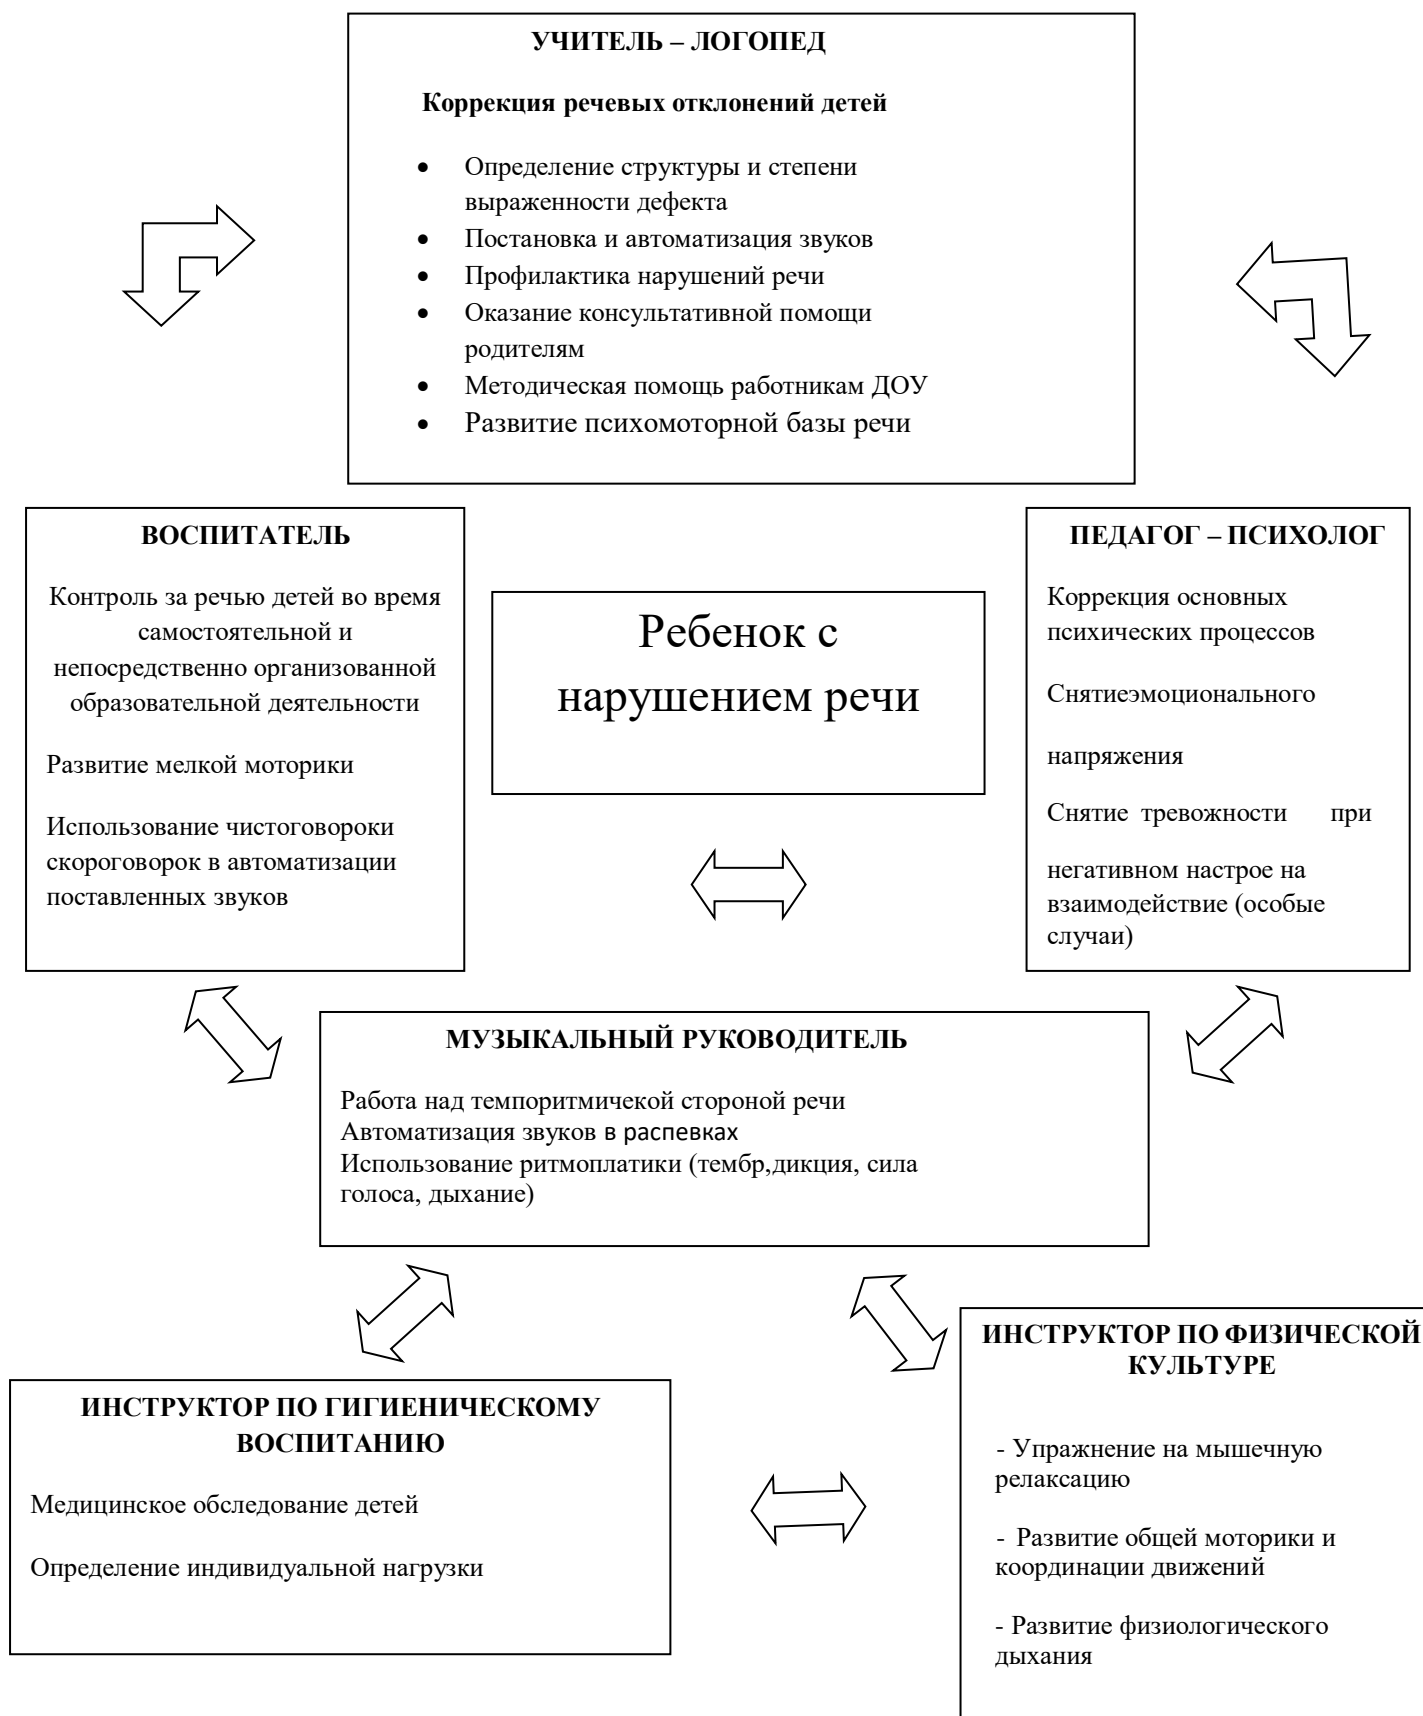 УЧИТЕЛЬ – ЛОГОПЕД
Коррекция речевых отклонений детей
• Определение структуры и степени
выраженности дефекта
• Постановка и автоматизация звуков
• Профилактика нарушений речи
• Оказание консультативной помощи
родителям
• Методическая помощь работникам ДОУ
• Развитие психомоторной базы речи
ВОСПИТАТЕЛЬ
Контроль за речью детей во время
самостоятельной и
непосредственно организованной
образовательной деятельности
Развитие мелкой моторики
Использование чистоговороки
скороговорок в автоматизации
поставленных звуков
Ребенок с
нарушением речи
ПЕДАГОГ – ПСИХОЛОГ
Коррекция основных
психических процессов
Снятиеэмоционального
напряжения
Снятие тревожности при
негативном настрое на
взаимодействие (особые
случаи)
МУЗЫКАЛЬНЫЙ РУКОВОДИТЕЛЬ
Работа над темпоритмичекой стороной речи
Автоматизация звуков в распевках
Использование ритмоплатики (тембр,дикция, сила
голоса, дыхание)
ИНСТРУКТОР ПО ГИГИЕНИЧЕСКОМУ
ВОСПИТАНИЮ
Медицинское обследование детей
Определение индивидуальной нагрузки
ИНСТРУКТОР ПО ФИЗИЧЕСКОЙ
КУЛЬТУРЕ
- Упражнение на мышечную
релаксацию
- Развитие общей моторики и
координации движений
- Развитие физиологического
дыхания